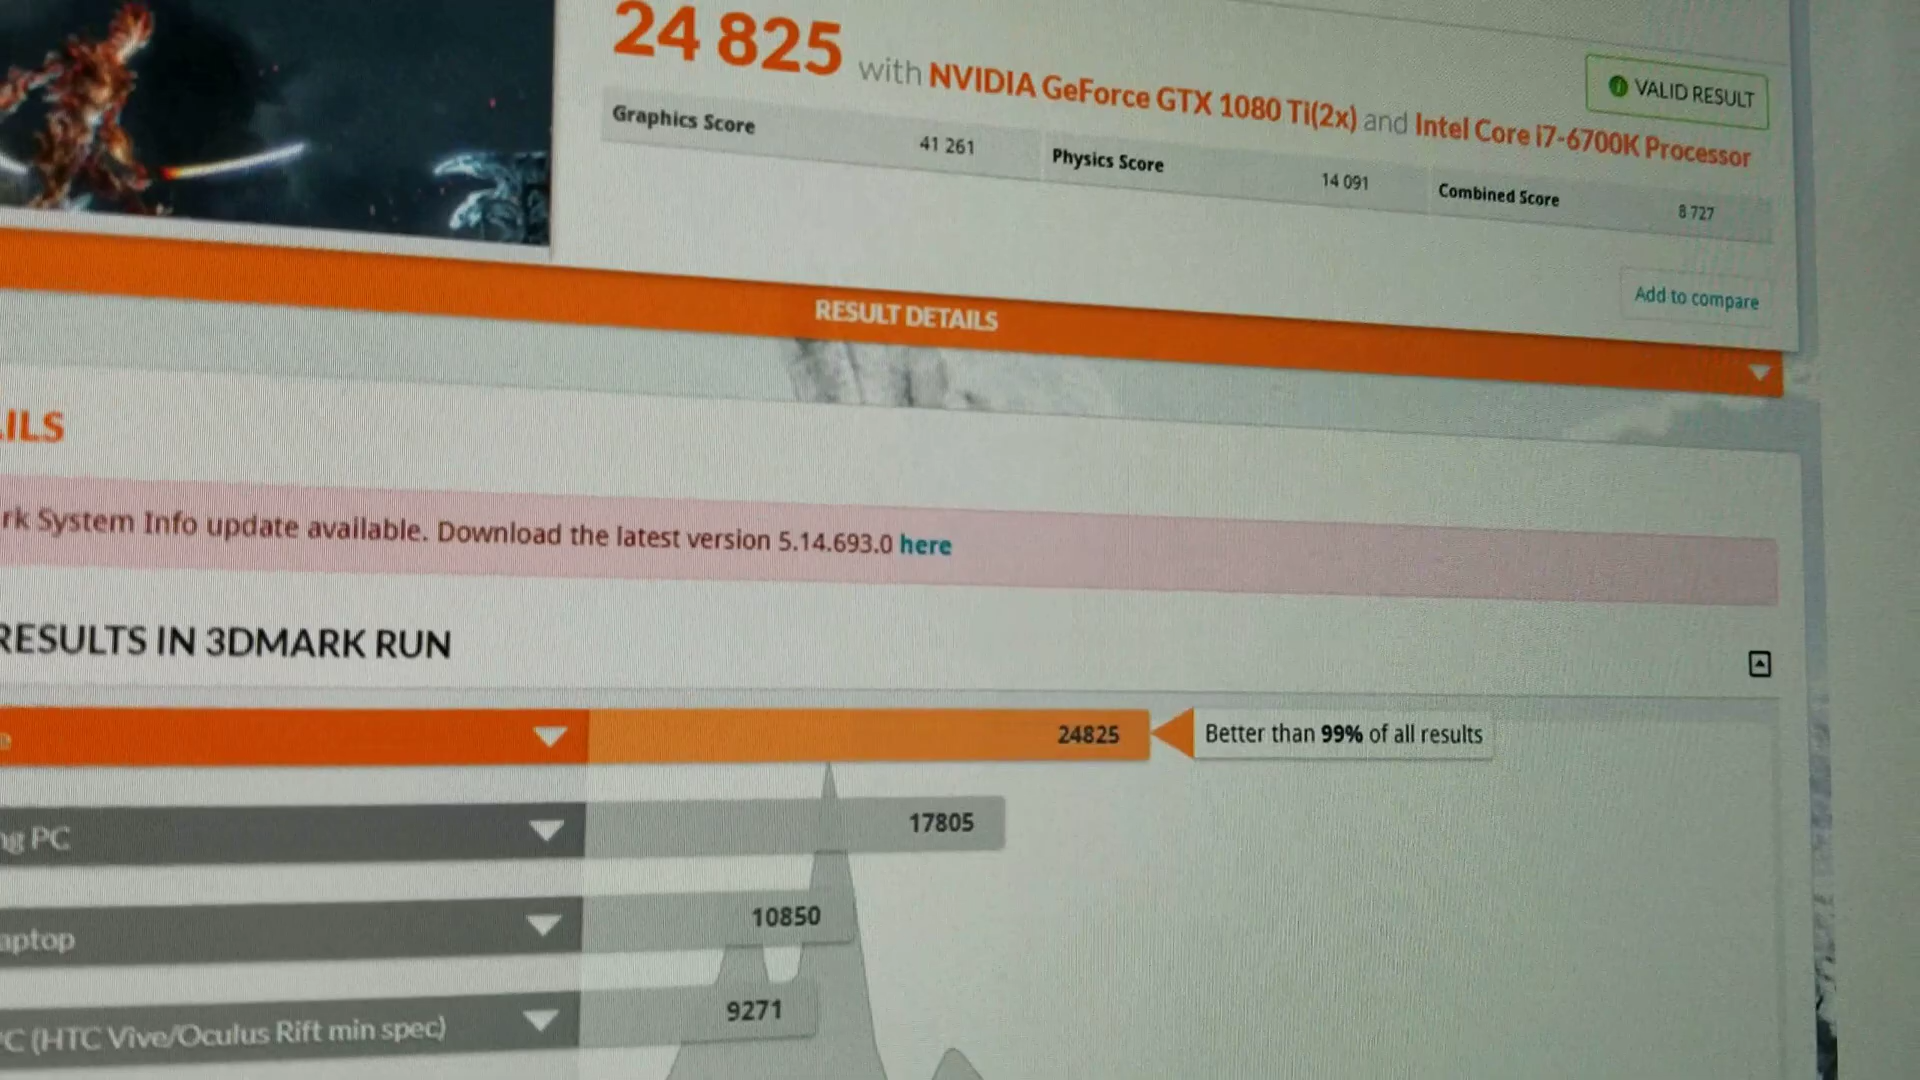 24 825 with NVIDIA GeForce GTX 1080 Ti(2x) and Intel Core i7-6700K Processor
VALID RESULT
Graphics Score 41 261 Physics Score 14 091 Combined Score 8 727
Add to compare
RESULT DETAILS
ILS
rk System Info update available. Download the latest version 5.14.693.0 here
RESULTS IN 3DMARK RUN
e 24825 Better than 99% of all results
ng PC 17805
aptop 10850
C (HTC Vive/Oculus Rift min spec) 9271